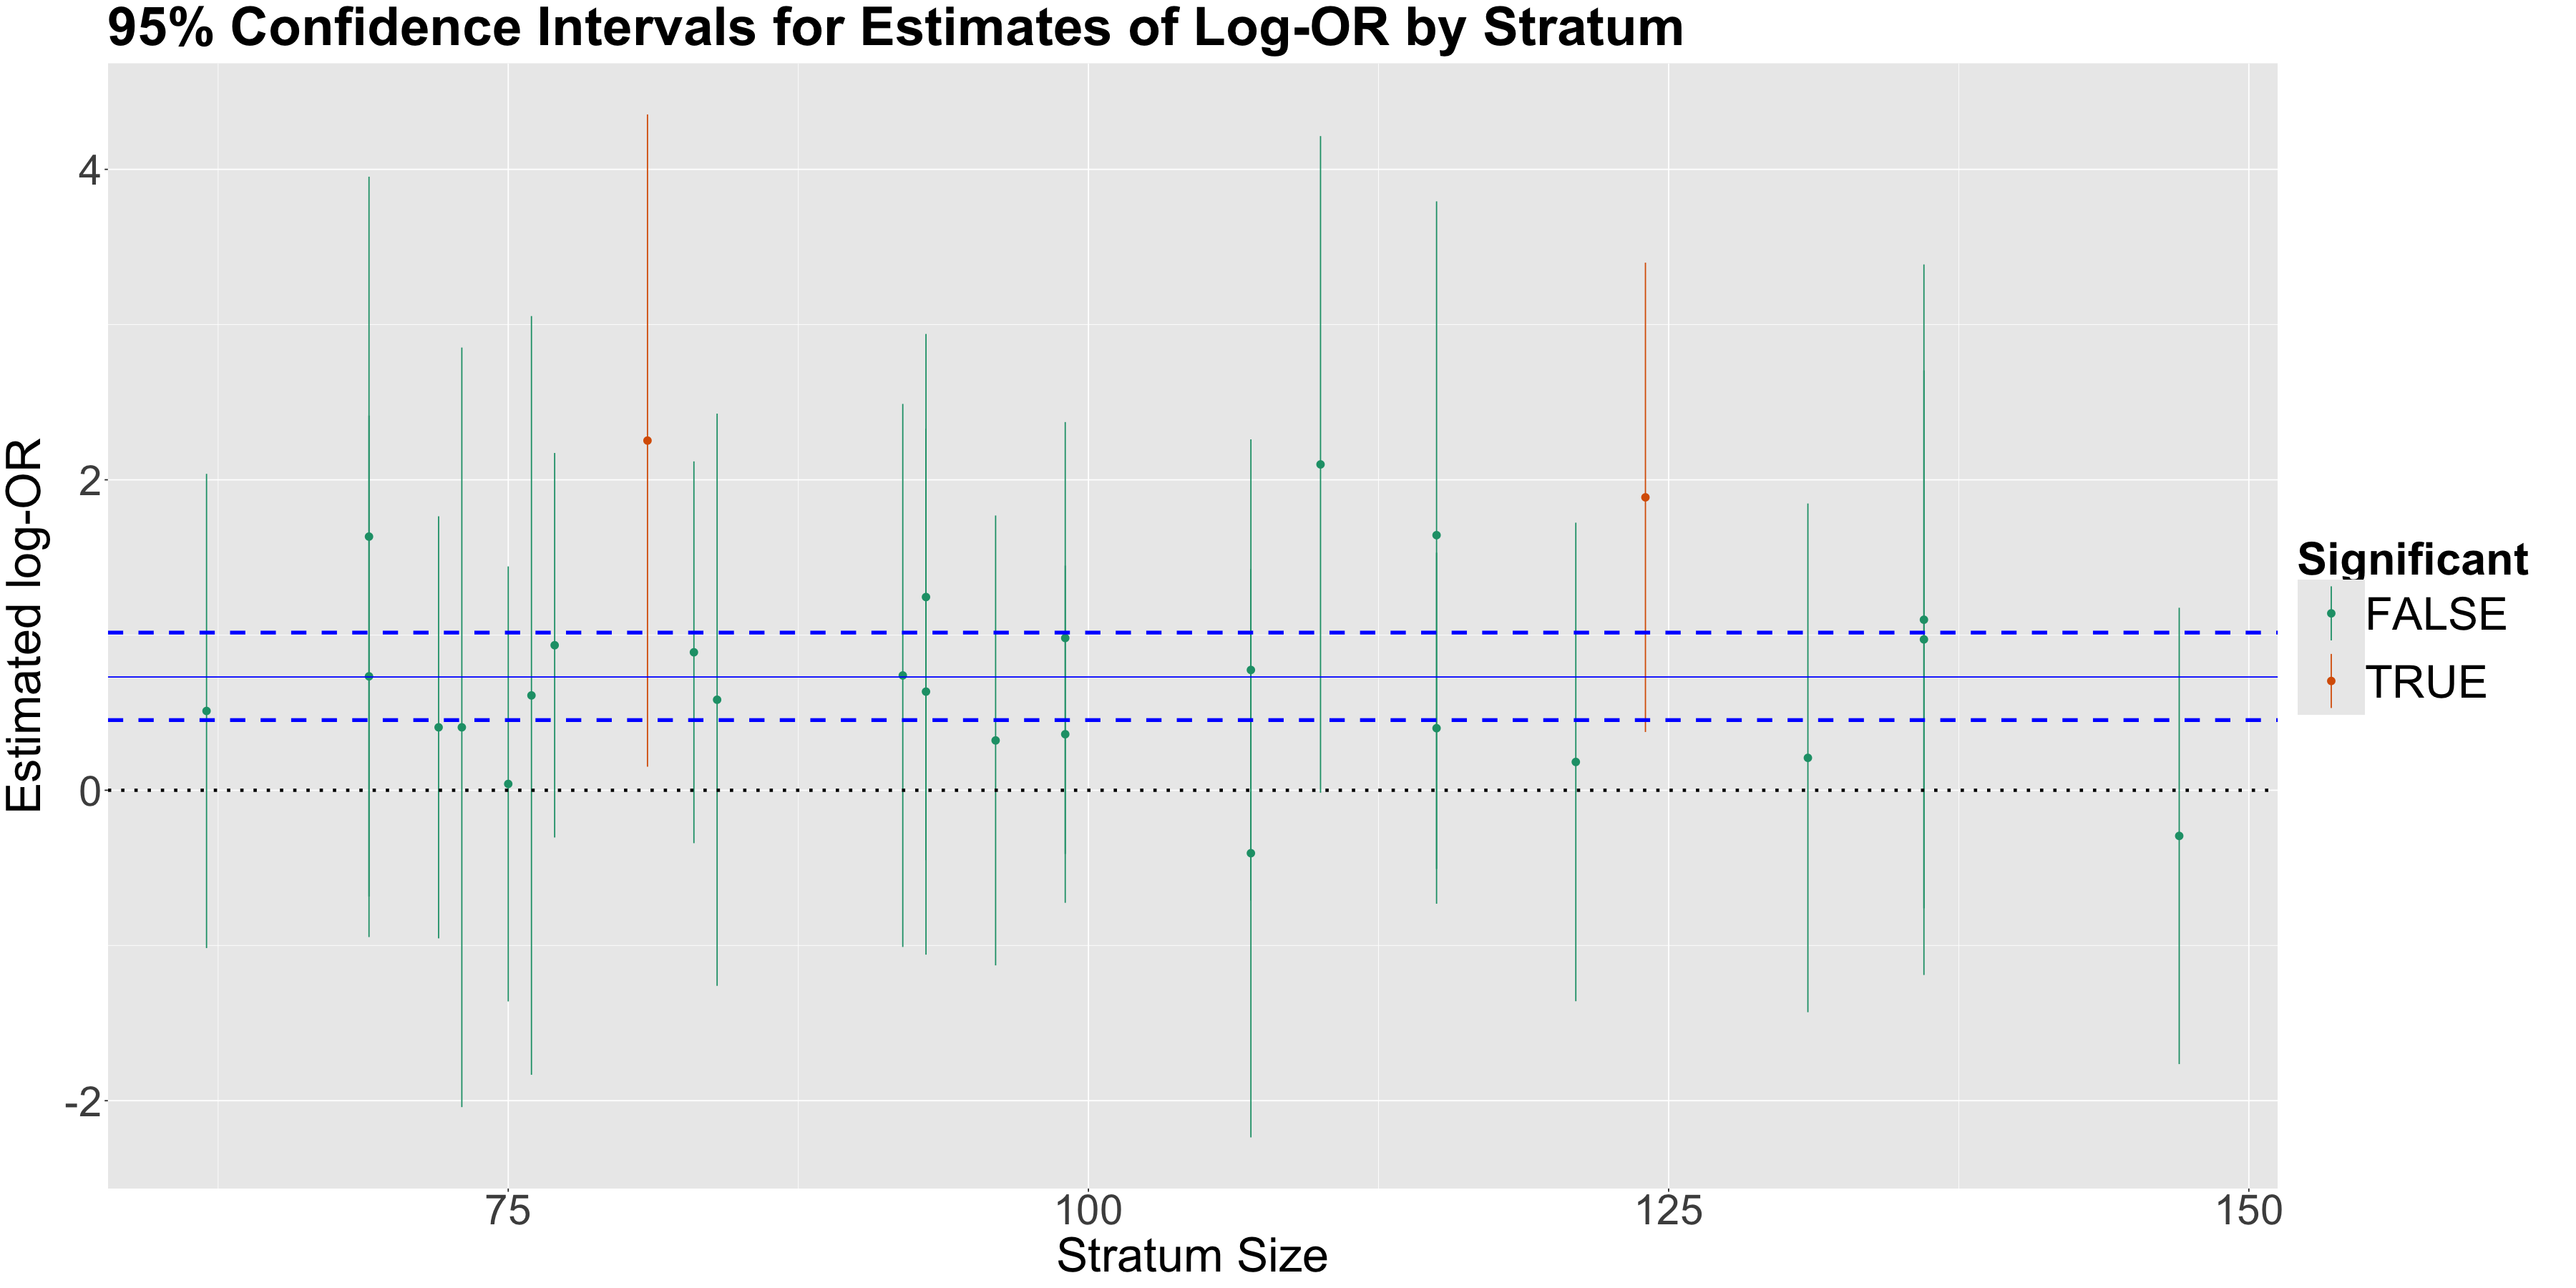 95% Confidence Intervals for Estimates of Log-OR by Stratum
Estimated log-OR
4
2
0
-2
75 100 125 150
Stratum Size
Significant
FALSE
TRUE